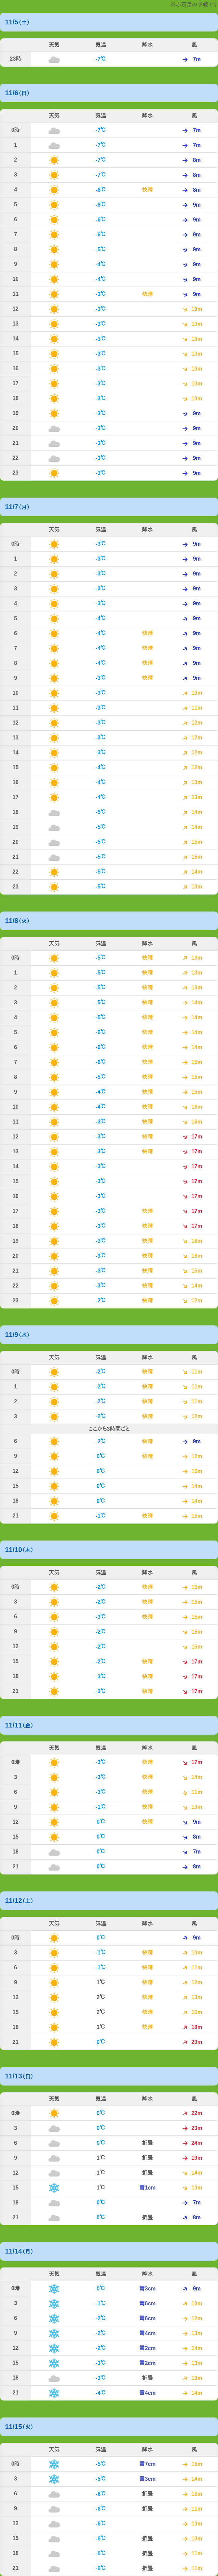 11/5(土)
天気 気温 降水 風
23時 -7℃ 7m
11/6(日)
天気 気温 降水 風
0時 -7℃ 7m
1 -7℃ 7m
2 -7℃ 8m
3 -7℃ 8m
4 -6℃ 快晴 8m
5 -6℃ 9m
6 -6℃ 9m
7 -6℃ 9m
8 -5℃ 9m
9 -4℃ 9m
10 -4℃ 9m
11 -3℃ 快晴 9m
12 -3℃ 10m
13 -3℃ 10m
14 -3℃ 10m
15 -3℃ 10m
16 -3℃ 10m
17 -3℃ 10m
18 -3℃ 10m
19 -3℃ 9m
20 -3℃ 9m
21 -3℃ 9m
22 -3℃ 9m
23 -3℃ 9m
11/7(月)
天気 気温 降水 風
0時 -3℃ 9m
1 -3℃ 9m
2 -3℃ 9m
3 -3℃ 9m
4 -3℃ 9m
5 -4℃ 9m
6 -4℃ 快晴 9m
7 -4℃ 快晴 9m
8 -4℃ 快晴 9m
9 -3℃ 快晴 9m
10 -3℃ 10m
11 -3℃ 11m
12 -3℃ 12m
13 -3℃ 12m
14 -3℃ 12m
15 -4℃ 12m
16 -4℃ 13m
17 -4℃ 13m
18 -5℃ 14m
19 -5℃ 14m
20 -5℃ 15m
21 -5℃ 15m
22 -5℃ 14m
23 -5℃ 13m
11/8(火)
天気 気温 降水 風
0時 -5℃ 快晴 13m
1 -5℃ 快晴 13m
2 -5℃ 快晴 13m
3 -5℃ 快晴 14m
4 -5℃ 快晴 14m
5 -6℃ 快晴 14m
6 -6℃ 快晴 14m
7 -6℃ 快晴 15m
8 -5℃ 快晴 15m
9 -4℃ 快晴 15m
10 -4℃ 快晴 16m
11 -3℃ 快晴 16m
12 -3℃ 快晴 17m
13 -3℃ 快晴 17m
14 -3℃ 17m
15 -3℃ 17m
16 -3℃ 17m
17 -3℃ 快晴 17m
18 -3℃ 快晴 17m
19 -3℃ 快晴 16m
20 -3℃ 快晴 16m
21 -3℃ 快晴 15m
22 -3℃ 快晴 14m
23 -2℃ 快晴 12m
11/9(水)
天気 気温 降水 風
0時 -2℃ 快晴 11m
1 -2℃ 快晴 11m
2 -2℃ 快晴 11m
3 -2℃ 快晴 12m
ここから3時間ごと
6 -2℃ 快晴 9m
9 0℃ 快晴 12m
12 0℃ 15m
15 0℃ 14m
18 0℃ 14m
21 -1℃ 快晴 15m
11/10(木)
天気 気温 降水 風
0時 -2℃ 快晴 15m
3 -2℃ 快晴 15m
6 -3℃ 快晴 15m
9 -2℃ 15m
12 -2℃ 16m
15 -2℃ 快晴 17m
18 -3℃ 快晴 17m
21 -3℃ 快晴 17m
11/11(金)
天気 気温 降水 風
0時 -3℃ 快晴 17m
3 -3℃ 快晴 14m
6 -3℃ 快晴 11m
9 -1℃ 快晴 10m
12 0℃ 快晴 9m
15 0℃ 8m
18 0℃ 7m
21 0℃ 8m
11/12(土)
天気 気温 降水 風
0時 0℃ 9m
3 -1℃ 快晴 10m
6 -1℃ 快晴 11m
9 1℃ 快晴 12m
12 2℃ 快晴 13m
15 2℃ 快晴 16m
18 1℃ 快晴 18m
21 0℃ 20m
11/13(日)
天気 気温 降水 風
0時 0℃ 22m
3 0℃ 23m
6 0℃ 折曇 24m
9 1℃ 折曇 19m
12 1℃ 折曇 14m
15 1℃ 雪1cm 10m
18 0℃ 7m
21 0℃ 折曇 8m
11/14(月)
天気 気温 降水 風
0時 0℃ 雪3cm 9m
3 -1℃ 雪6cm 10m
6 -2℃ 雪6cm 12m
9 -2℃ 雪4cm 13m
12 -2℃ 雪2cm 14m
15 -3℃ 雪2cm 13m
18 -3℃ 折曇 13m
21 -4℃ 雪4cm 14m
11/15(火)
天気 気温 降水 風
0時 -5℃ 雪7cm 15m
3 -5℃ 雪3cm 14m
6 -6℃ 折曇 13m
9 -6℃ 折曇 11m
12 -6℃ 10m
15 -6℃ 折曇 10m
18 -6℃ 折曇 11m
21 -6℃ 折曇 11m